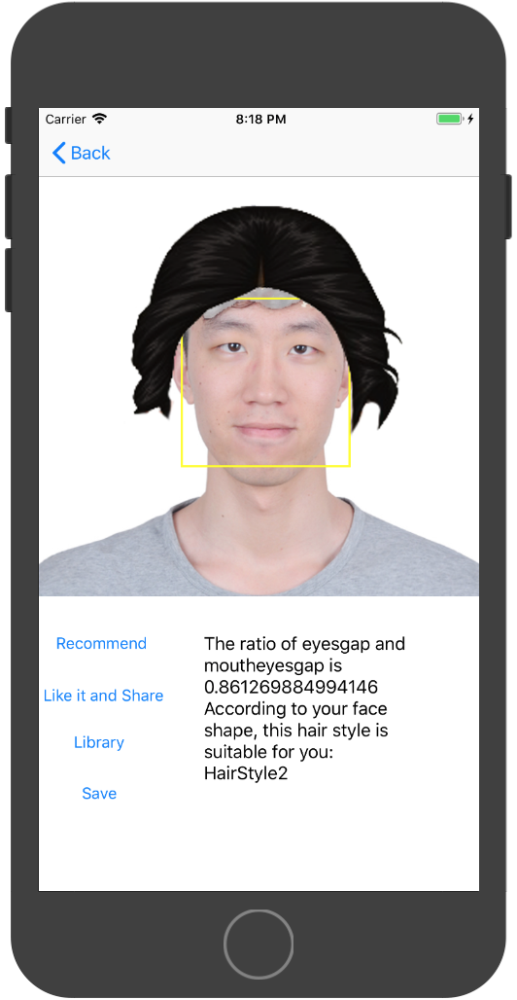 Carrier 8:18 PM
Back
Recommend
Like it and Share
Library
Save
The ratio of eyesgap and
moutheyesgap is
0.861269884994146
According to your face
shape, this hair style is
suitable for you:
HairStyle2